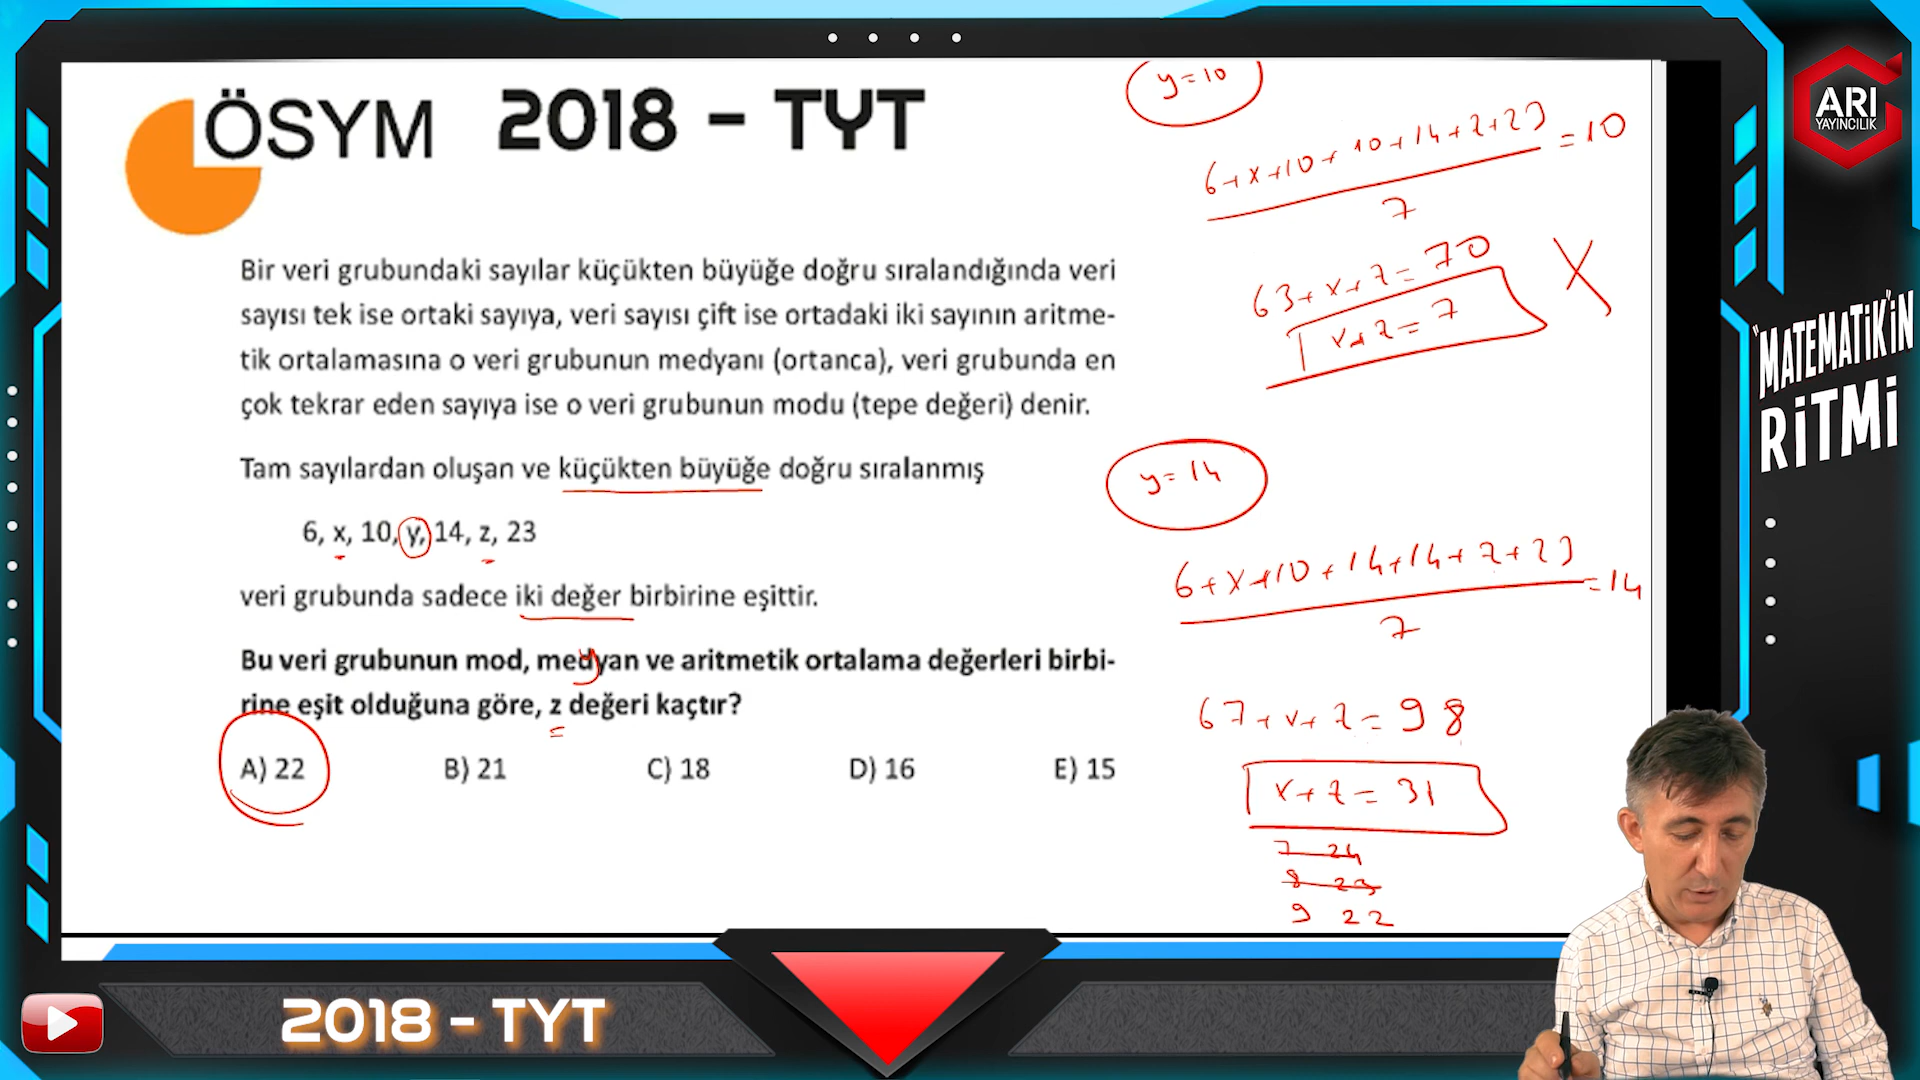 ÖSYM 2018 - TYT
Bir veri grubundaki sayılar küçükten büyüğe doğru sıralandığında veri
sayısı tek ise ortaki sayıya, veri sayısı çift ise ortadaki iki sayının aritme-
tik ortalamasına o veri grubunun medyanı (ortanca), veri grubunda en
çok tekrar eden sayıya ise o veri grubunun modu (tepe değeri) denir.
Tam sayılardan oluşan ve küçükten büyüğe doğru sıralanmış
6, x, 10, y, 14, z, 23
veri grubunda sadece iki değer birbirine eşittir.
Bu veri grubunun mod, medyan ve aritmetik ortalama değerleri birbi-
y
rine eşit olduğuna göre, z değeri kaçtır?
A) 22 B) 21 C) 18 D) 16 E) 15
y=10
6+x+10+10+14+z+23 = 10
7
63+x+z=70 X
x+z=7
y=14
6+x+10+14+14+z+23 = 14
7
67+x+z=98
x+z=31
7 24
8 23
9 22
ARI
YAYINCILIK
"MATEMATiK"iN
RiTMi
2018 - TYT